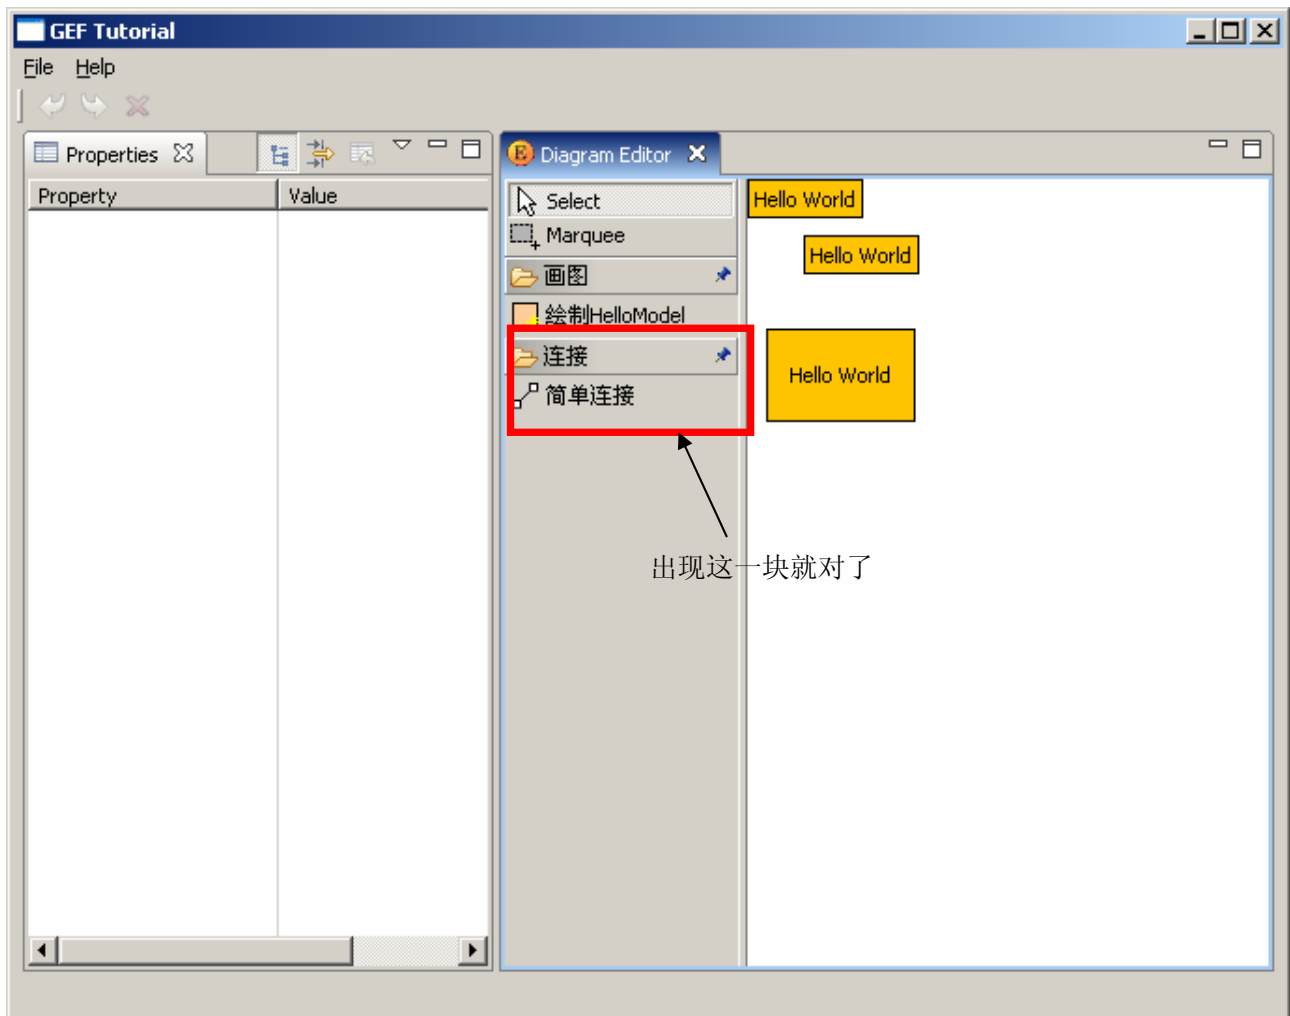 GEF Tutorial
File Help
Properties
Property Value
Diagram Editor
Select
Marquee
画图
绘制HelloModel
连接
简单连接
Hello World
Hello World
Hello World
出现这一块就对了